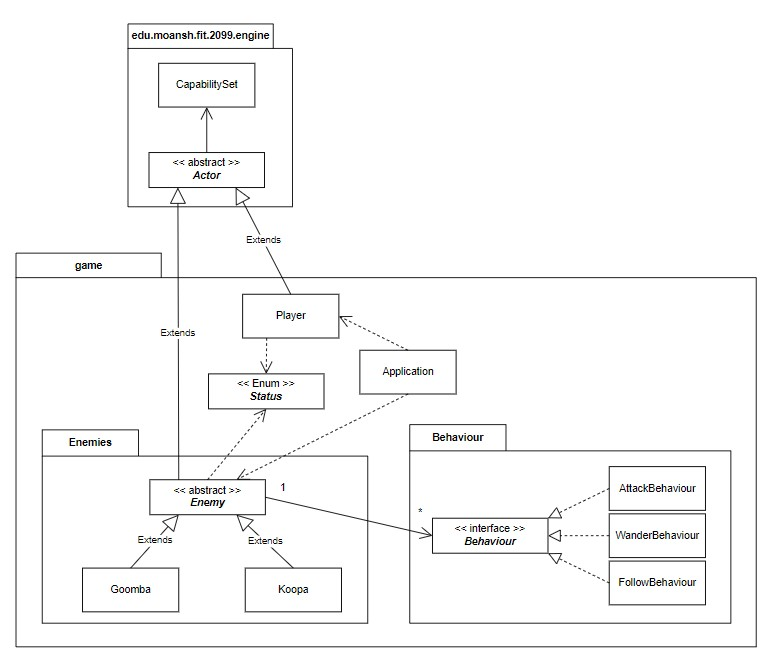 edu.moansh.fit.2099.engine
CapabilitySet
<< abstract >>
Actor
Extends
game
Player
Extends
Application
<< Enum >>
Status
Enemies
Behaviour
<< abstract >>
Enemy
1
*
AttackBehaviour
<< interface >>
Behaviour
WanderBehaviour
Extends
Extends
Goomba
Koopa
FollowBehaviour